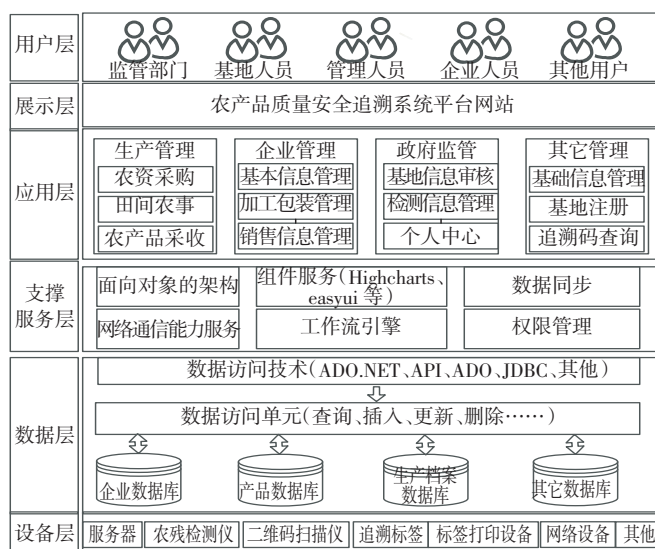 用户层
监管部门 基地人员 管理人员 企业人员 其他用户
展示层
农产品质量安全追溯系统平台网站
应用层
生产管理 企业管理 政府监管 其它管理
农资采购 基本信息管理 基地信息审核 基础信息管理
田间农事 加工包装管理 检测信息管理 基地注册
农产品采收 销售信息管理 个人中心 追溯码查询
支撑
服务层
面向对象的架构 组件服务(Highcharts、
easyui 等) 数据同步
网络通信能力服务 工作流引擎 权限管理
数据层
数据访问技术(ADO.NET、API、ADO、JDBC、其他)
数据访问单元(查询、插入、更新、删除……)
企业数据库 产品数据库 生产档案
数据库 其它数据库
设备层
服务器 农残检测仪 二维码扫描仪 追溯标签 标签打印设备 网络设备 其他